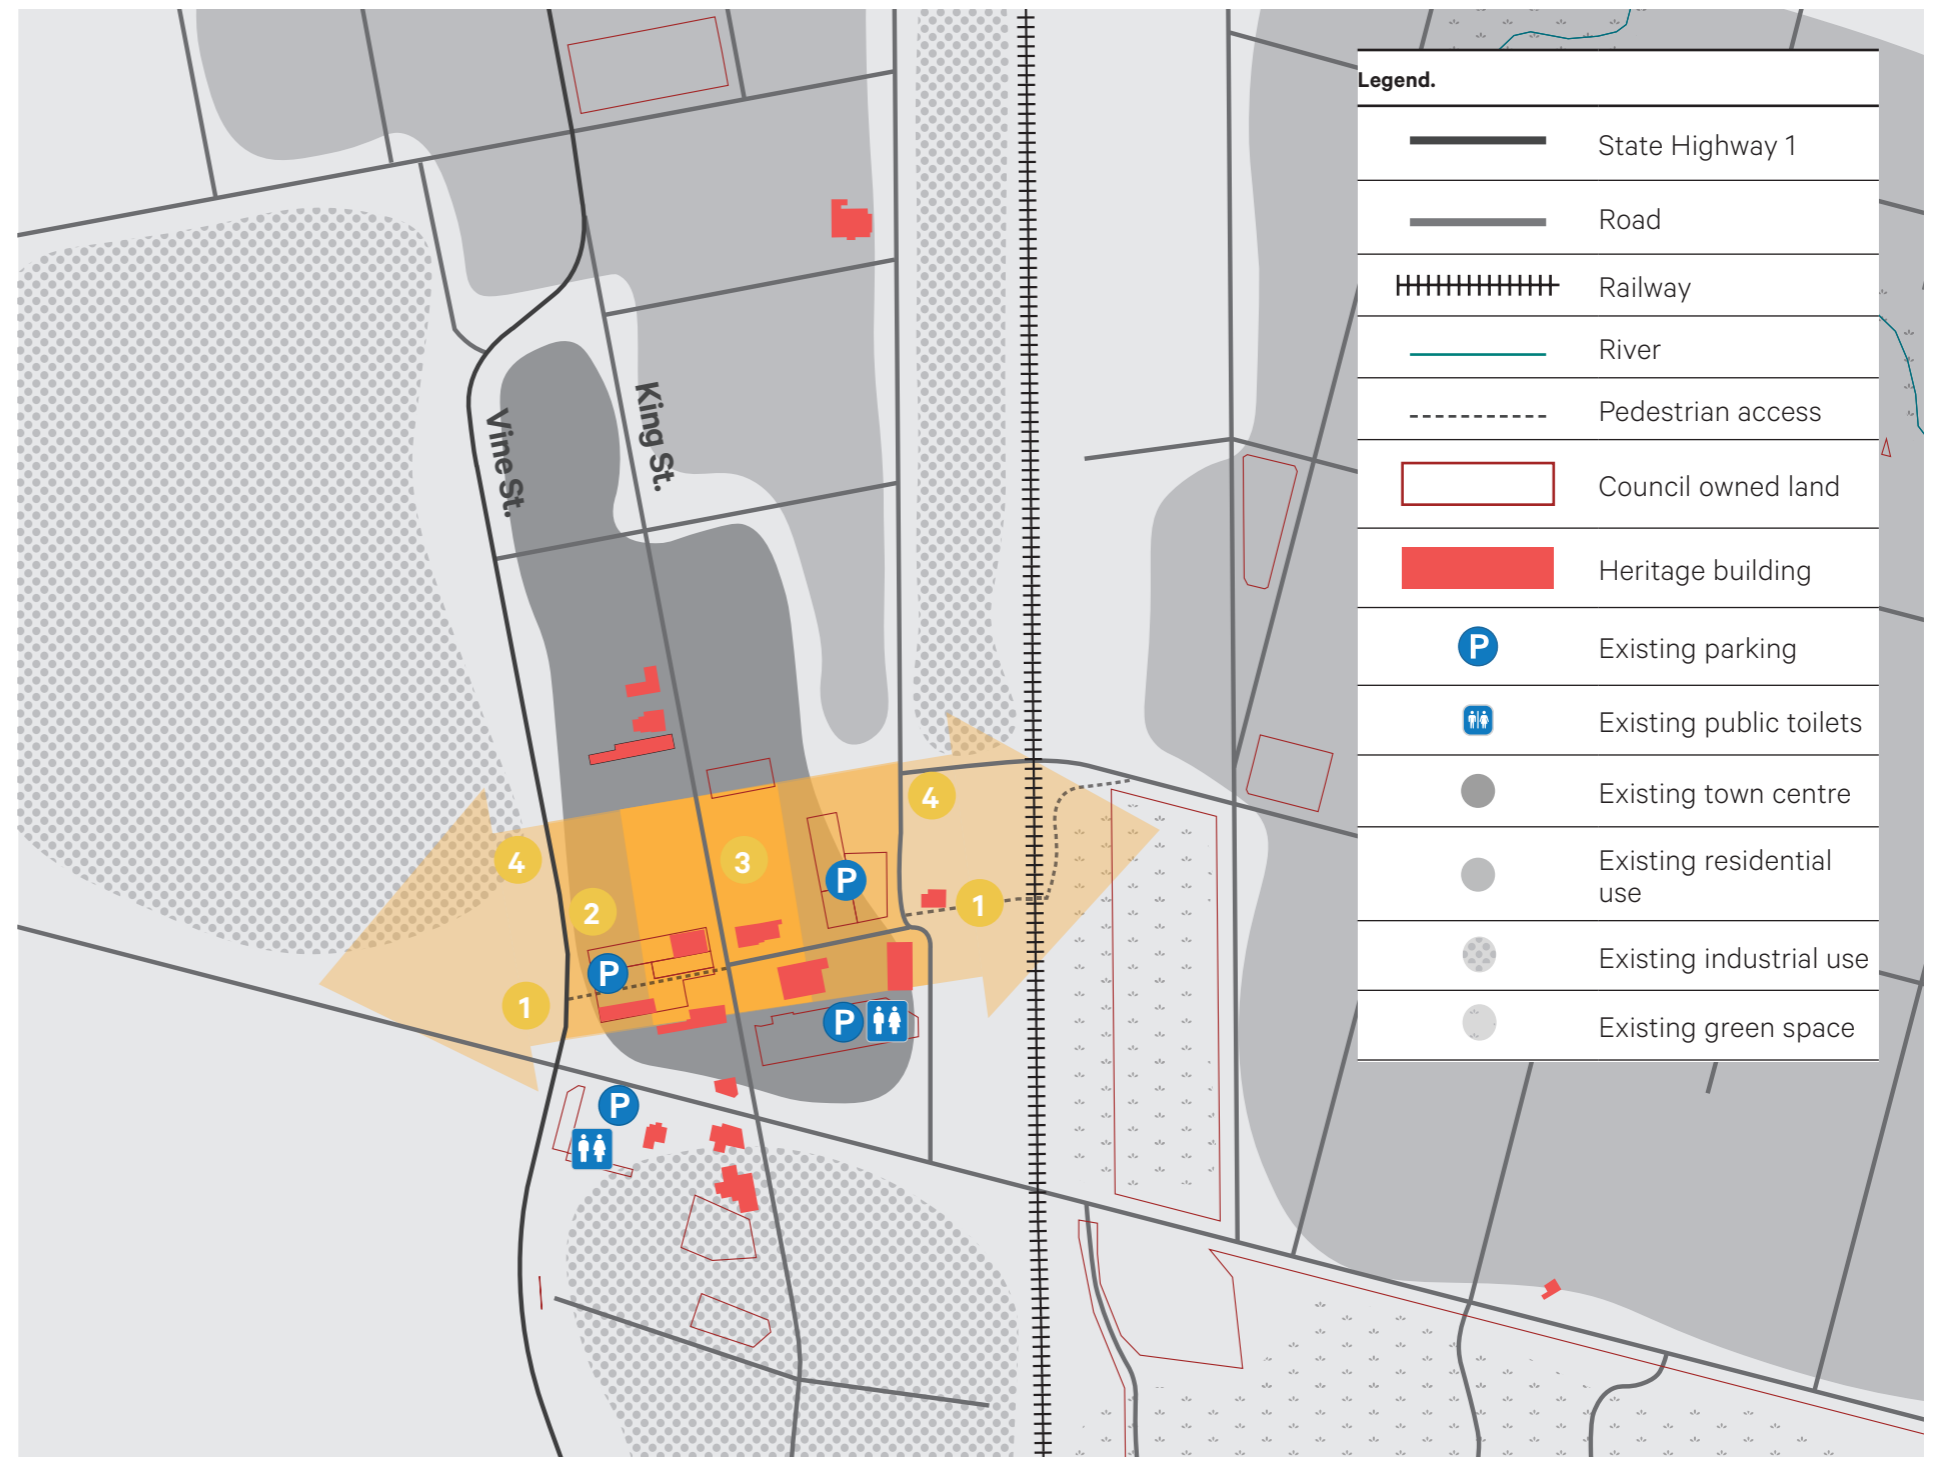 Legend.
State Highway 1
Road
Railway
River
Pedestrian access
Council owned land
Heritage building
P
Existing parking
Existing public toilets
Existing town centre
Existing residential
use
Existing industrial use
Existing green space
King St.
Vine St.
4
4
3
P
2
1
P
1
P
P